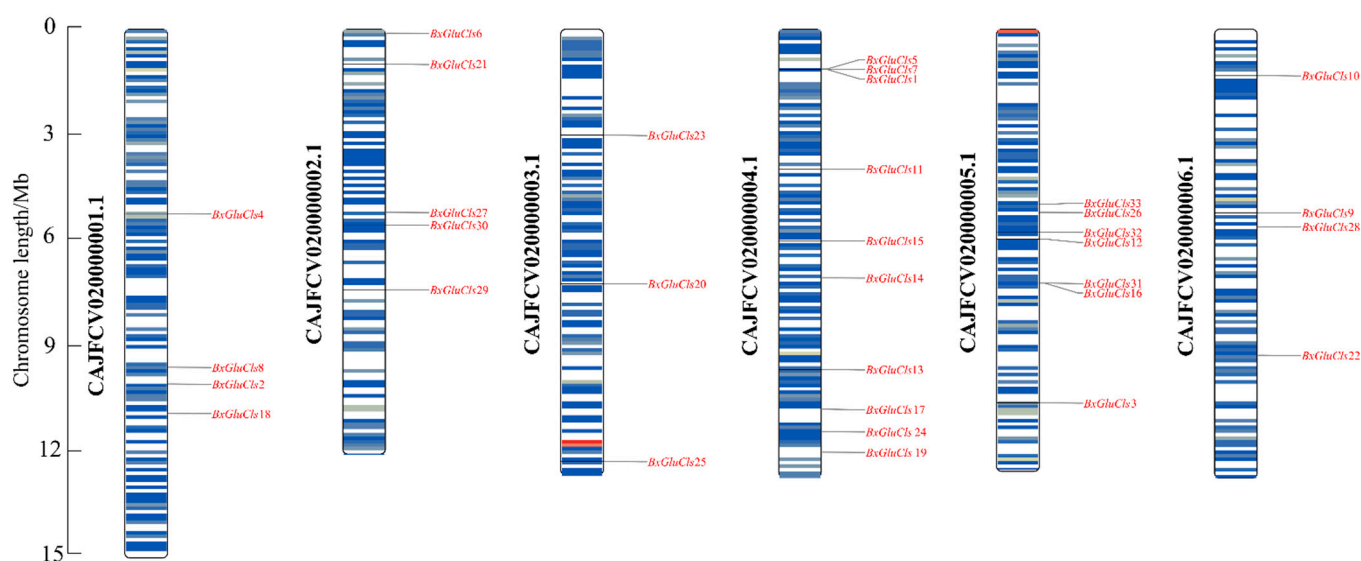 Chromosome length/Mb
0
3
6
9
12
15
CAJFCV020000001.1
BxGluCls4
BxGluCls8
BxGluCls2
BxGluCls18
CAJFCV020000002.1
BxGluCls6
BxGluCls21
BxGluCls27
BxGluCls30
BxGluCls29
CAJFCV020000003.1
BxGluCls23
BxGluCls20
BxGluCls25
CAJFCV020000004.1
BxGluCls5
BxGluCls7
BxGluCls1
BxGluCls11
BxGluCls15
BxGluCls14
BxGluCls13
BxGluCls17
BxGluCls 24
BxGluCls 19
CAJFCV020000005.1
BxGluCls33
BxGluCls26
BxGluCls32
BxGluCls12
BxGluCls31
BxGluCls16
BxGluCls3
CAJFCV020000006.1
BxGluCls10
BxGluCls9
BxGluCls28
BxGluCls22